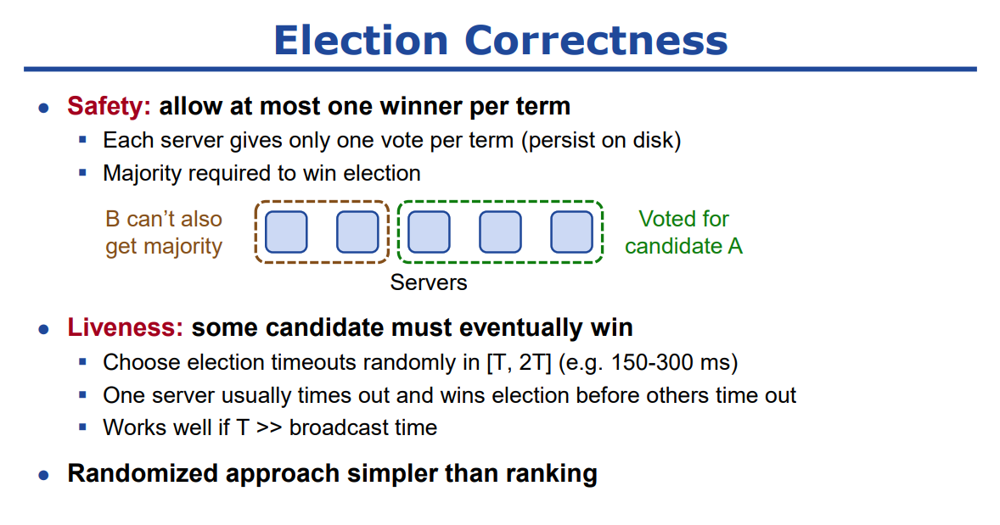 Election Correctness
● Safety: allow at most one winner per term
▪ Each server gives only one vote per term (persist on disk)
▪ Majority required to win election
B can’t also
get majority
Voted for
candidate A
Servers
● Liveness: some candidate must eventually win
▪ Choose election timeouts randomly in [T, 2T] (e.g. 150-300 ms)
▪ One server usually times out and wins election before others time out
▪ Works well if T >> broadcast time
● Randomized approach simpler than ranking